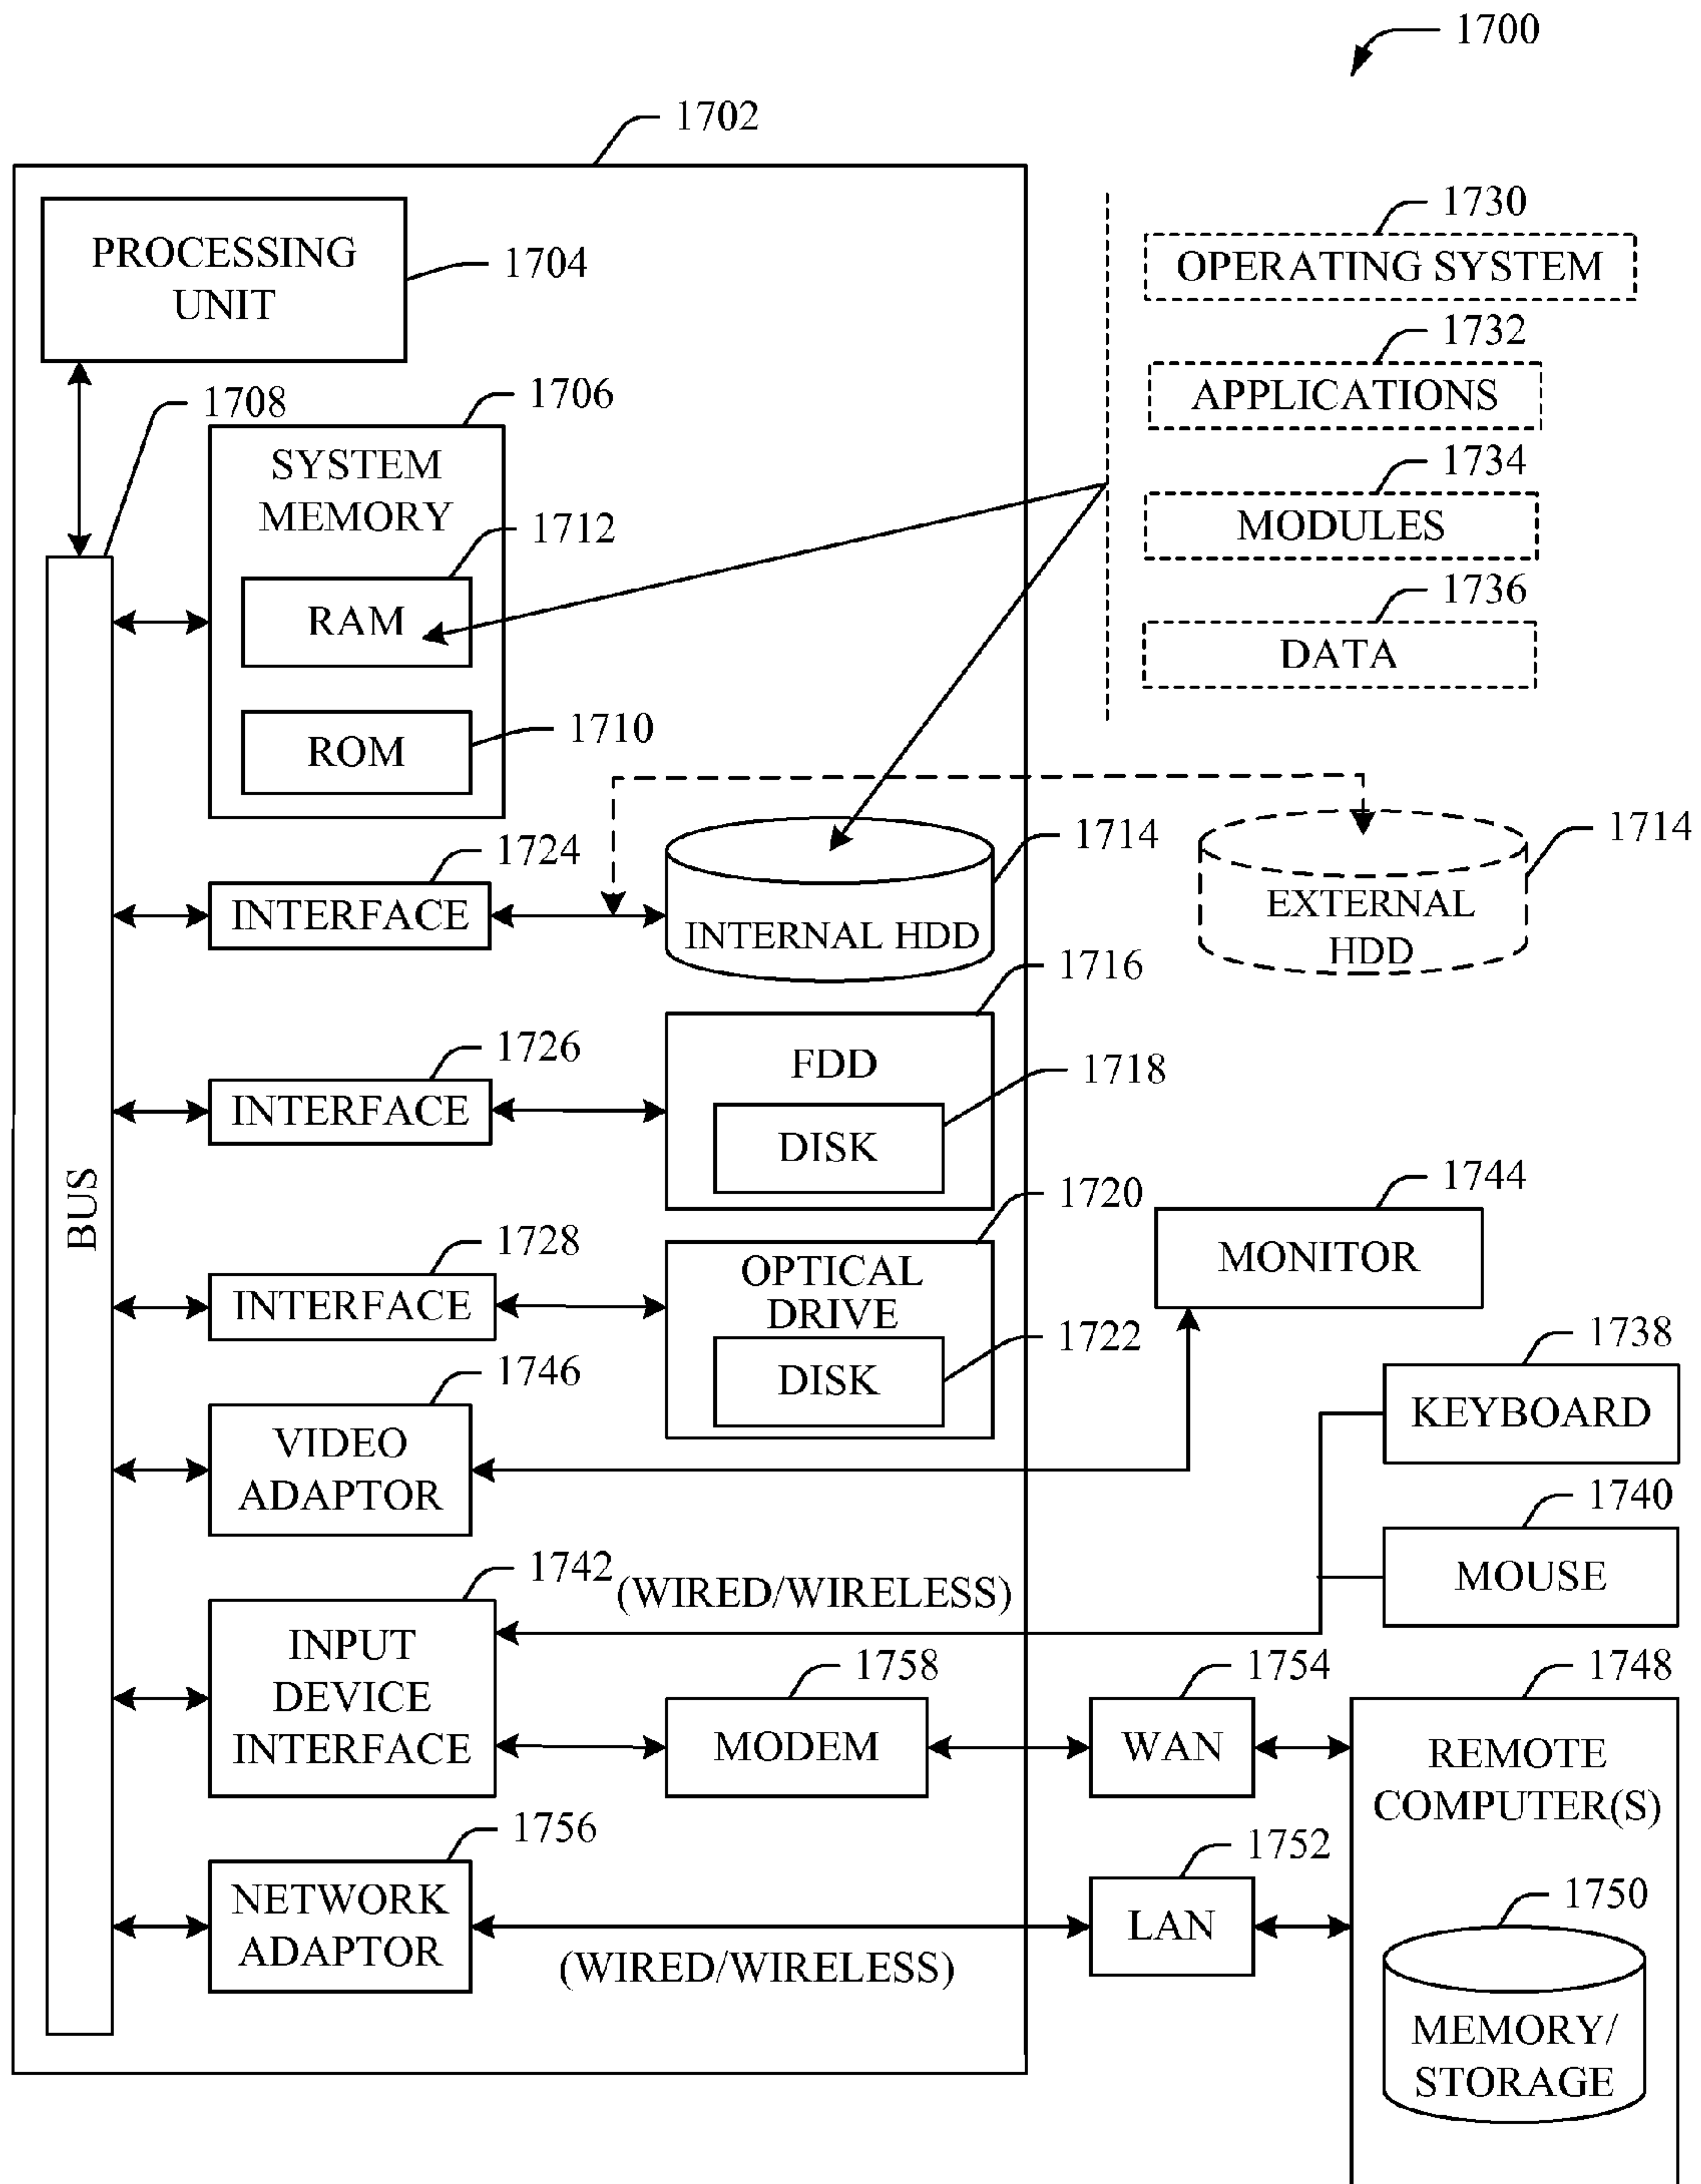 1700
1702
PROCESSING
UNIT
1704
1730
OPERATING SYSTEM
1732
APPLICATIONS
1734
MODULES
1736
DATA
1708
1706
SYSTEM
MEMORY
1712
RAM
1710
ROM
1724
INTERFACE
1714
INTERNAL HDD
1714
EXTERNAL
HDD
1726
INTERFACE
1716
FDD
1718
DISK
BUS
1728
INTERFACE
1720
OPTICAL
DRIVE
1722
DISK
1744
MONITOR
1746
VIDEO
ADAPTOR
1738
KEYBOARD
1740
MOUSE
1742
(WIRED/WIRELESS)
INPUT
DEVICE
INTERFACE
1758
MODEM
1754
WAN
1748
REMOTE
COMPUTER(S)
1756
NETWORK
ADAPTOR
(WIRED/WIRELESS)
1752
LAN
1750
MEMORY/
STORAGE